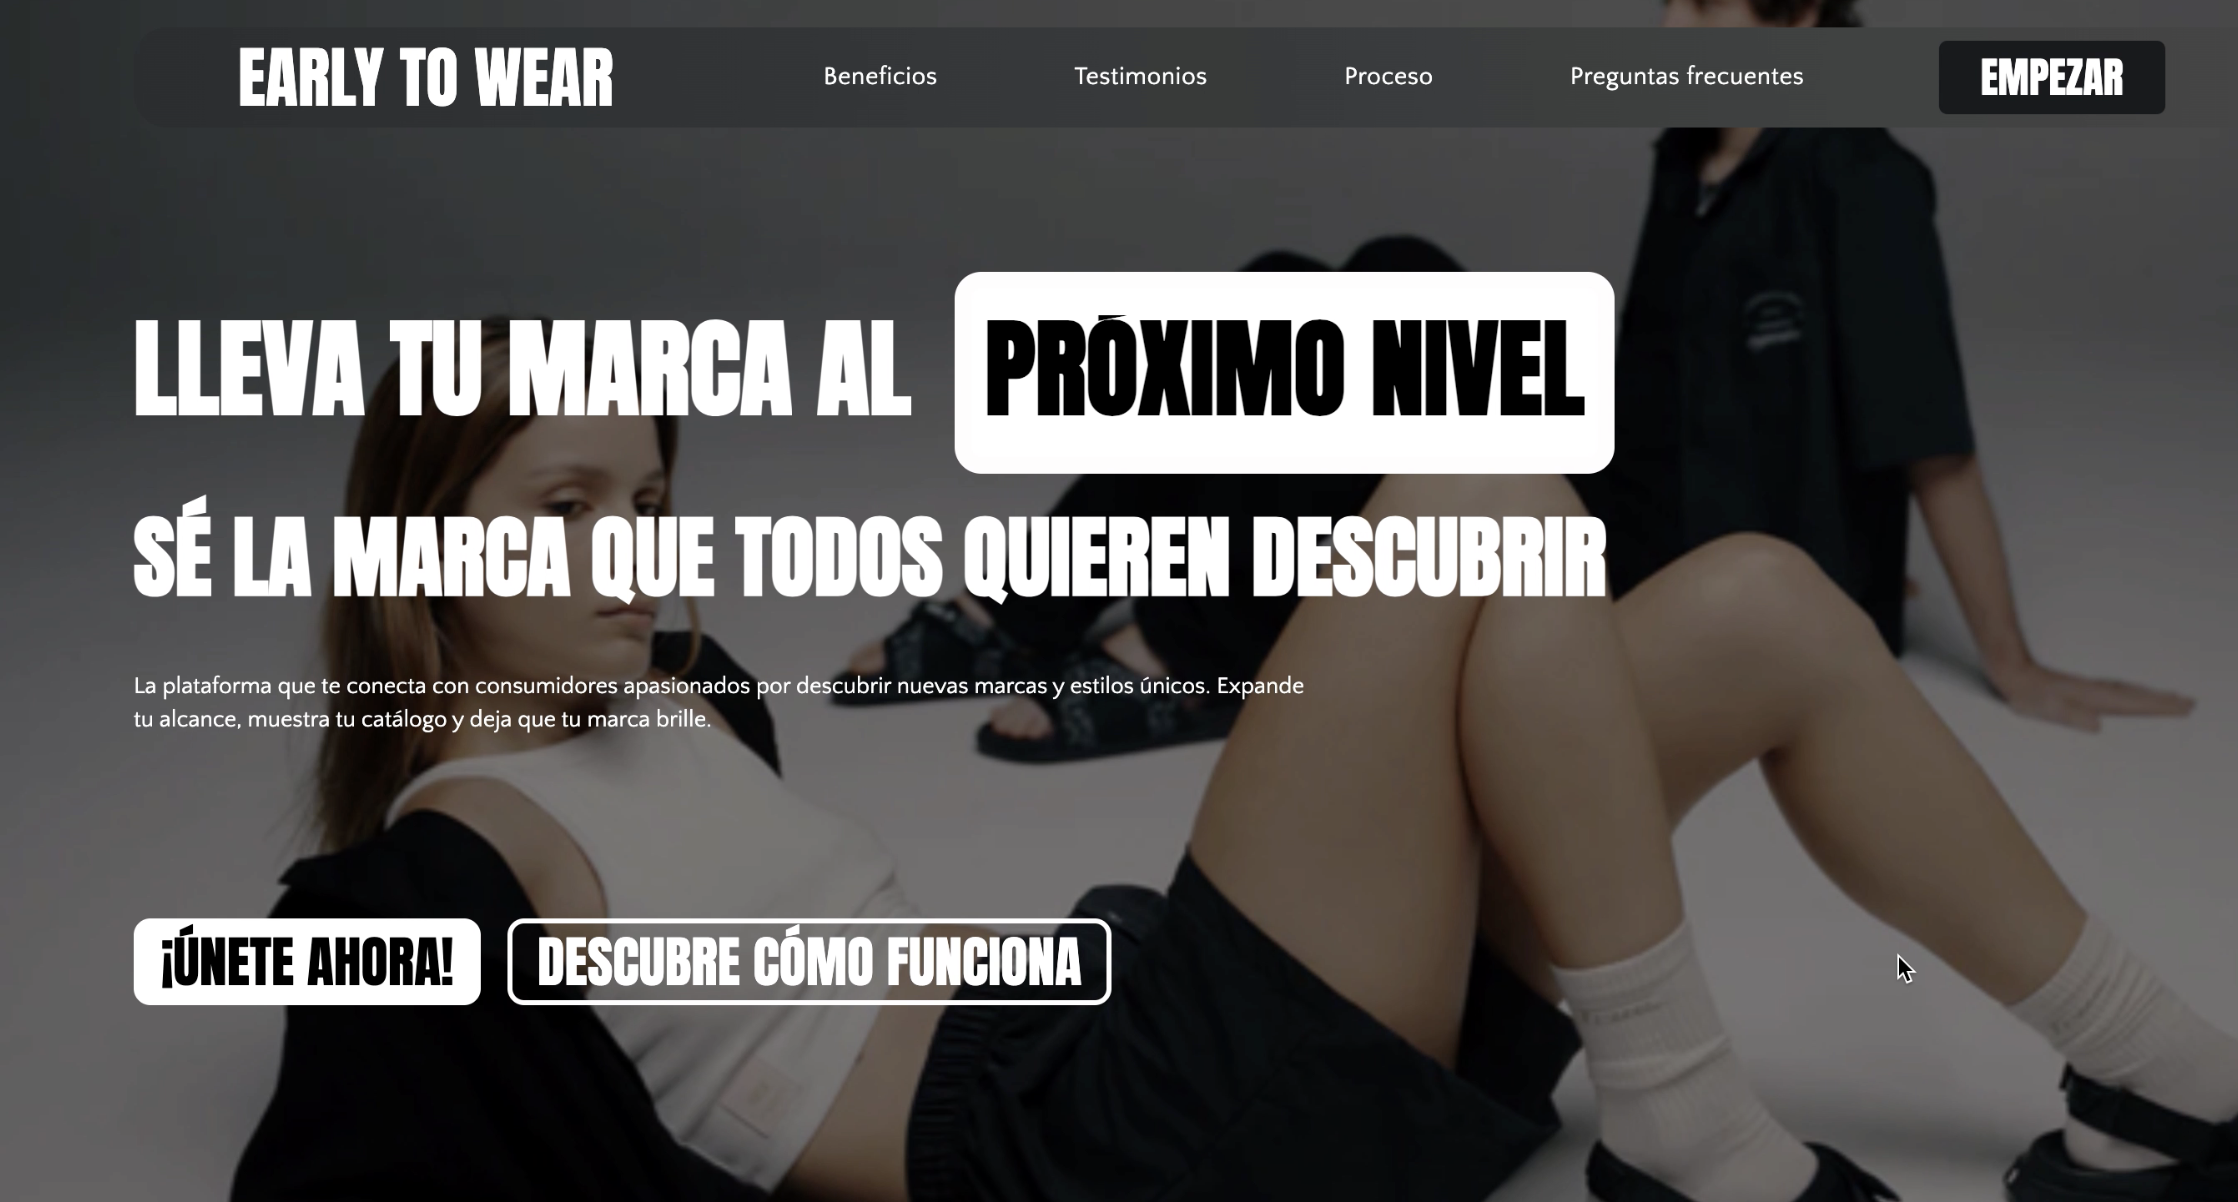 EARLY TO WEAR
Beneficios
Testimonios
Proceso
Preguntas frecuentes
EMPEZAR
LLEVA TU MARCA AL PRÓXIMO NIVEL
SÉ LA MARCA QUE TODOS QUIEREN DESCUBRIR
La plataforma que te conecta con consumidores apasionados por descubrir nuevas marcas y estilos únicos. Expande
tu alcance, muestra tu catálogo y deja que tu marca brille.
¡ÚNETE AHORA!
DESCUBRE CÓMO FUNCIONA